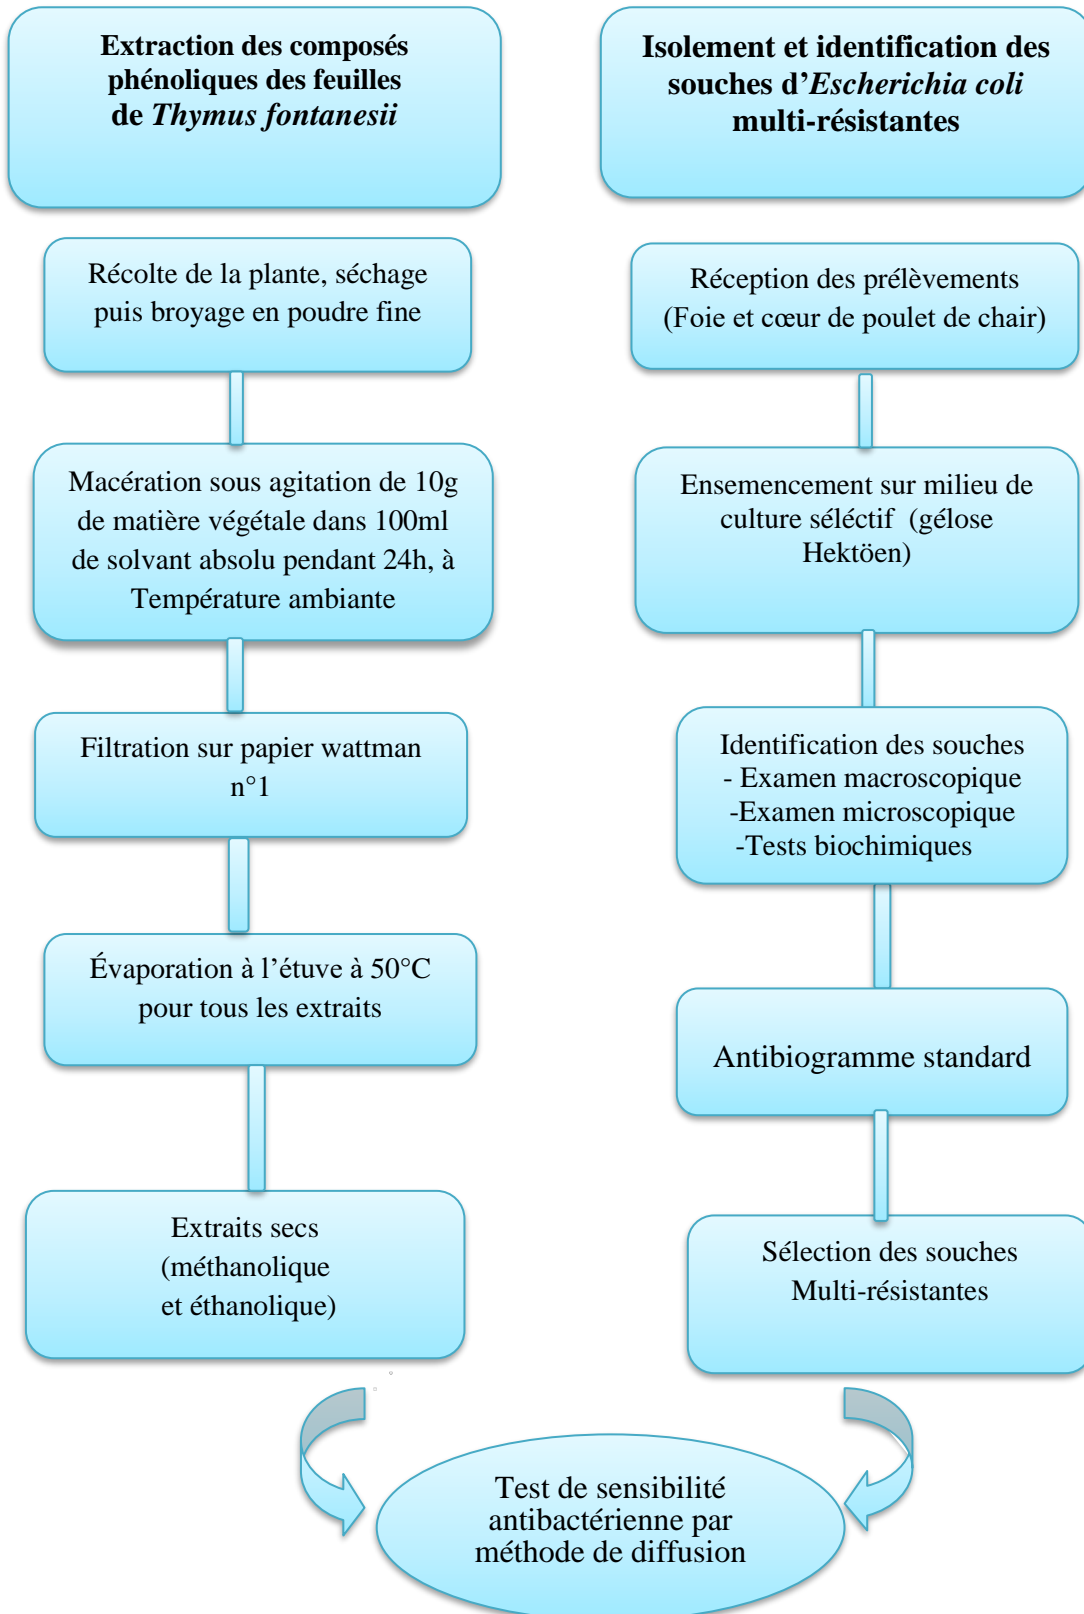 Extraction des composés
phénoliques des feuilles
de Thymus fontanesii
Récolte de la plante, séchage
puis broyage en poudre fine
Macération sous agitation de 10g
de matière végétale dans 100ml
de solvant absolu pendant 24h, à
Température ambiante
Filtration sur papier wattman
n°1
Évaporation à l’étuve à 50°C
pour tous les extraits
Extraits secs
(méthanolique
et éthanolique)
Isolement et identification des
souches d’Escherichia coli
multi-résistantes
Réception des prélèvements
(Foie et cœur de poulet de chair)
Ensemencement sur milieu de
culture séléctif (gélose
Hektöen)
Identification des souches
- Examen macroscopique
-Examen microscopique
-Tests biochimiques
Antibiogramme standard
Sélection des souches
Multi-résistantes
Test de sensibilité
antibactérienne par
méthode de diffusion